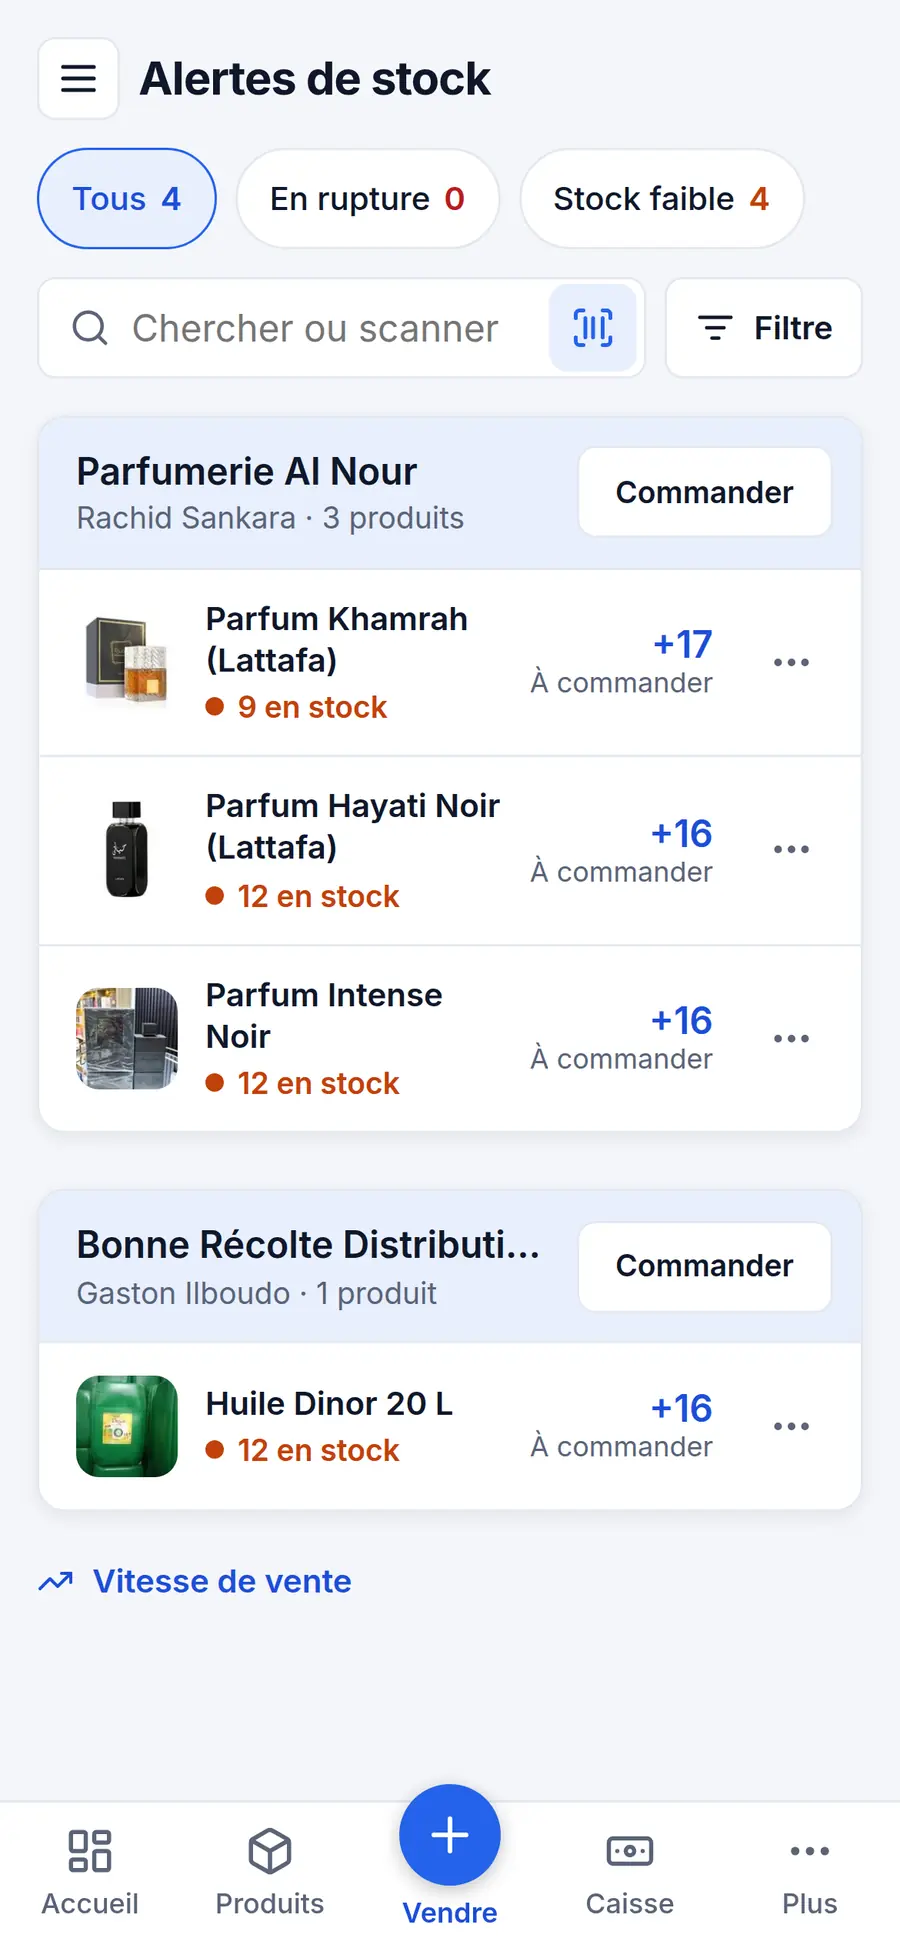 Alertes de stock
Tous 4
En rupture 0
Stock faible 4
Chercher ou scanner
Filtre
Parfumerie Al Nour
Rachid Sankara · 3 produits
Commander
Parfum Khamrah
(Lattafa)
9 en stock
+17
À commander
Parfum Hayati Noir
(Lattafa)
12 en stock
+16
À commander
Parfum Intense
Noir
12 en stock
+16
À commander
Bonne Récolte Distributi...
Gaston Ilboudo · 1 produit
Commander
Huile Dinor 20 L
12 en stock
+16
À commander
Vitesse de vente
Accueil
Produits
Vendre
Caisse
Plus